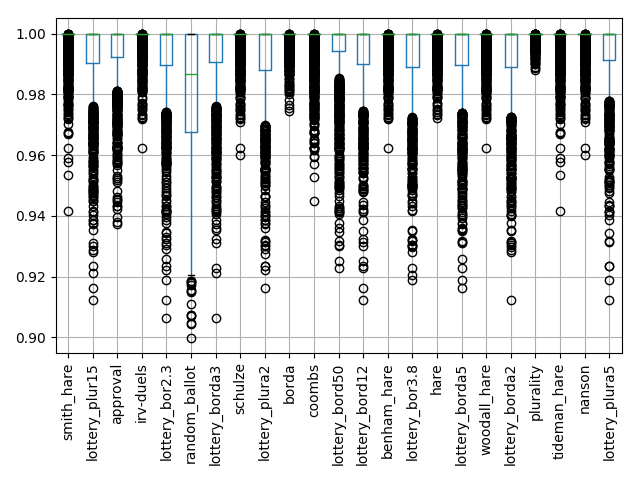 1.00
0.98
0.96
0.94
0.92
0.90
smith_hare
lottery_plur15
approval
irv-duels
lottery_bor2.3
random_ballot
lottery_borda3
schulze
lottery_plura2
borda
coombs
lottery_bord50
lottery_bord12
benham_hare
lottery_bor3.8
hare
lottery_borda5
woodall_hare
lottery_borda2
plurality
tideman_hare
nanson
lottery_plura5